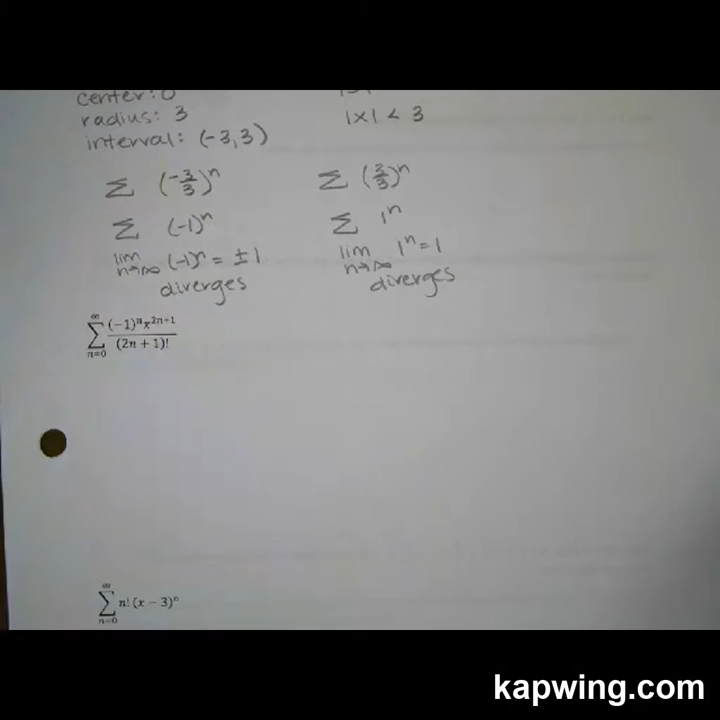 center: 0
radius: 3
|x| < 3
interval: (-3,3)
∑ (-3/3)^n
∑ (3/3)^n
∑ (-1)^n
∑ 1^n
lim n→∞ (-1)^n = ±1
lim n→∞ 1^n = 1
diverges
diverges
∞ ∑ n=0 (−1)^n x^(2n+1) / (2n + 1)!
∞ ∑ n=0 n! (x − 3)^n
kapwing.com